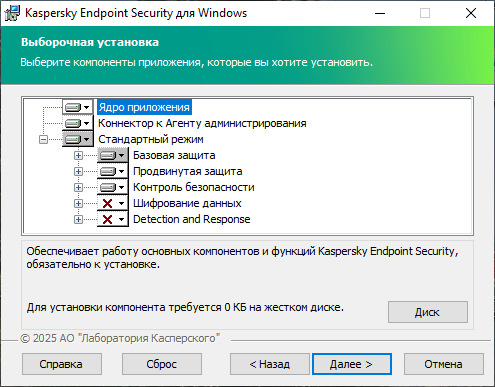 Kaspersky Endpoint Security для Windows
Выборочная установка
Выберите компоненты приложения, которые вы хотите установить.
Ядро приложения
Коннектор к Агенту администрирования
Стандартный режим
Базовая защита
Продвинутая защита
Контроль безопасности
Шифрование данных
Detection and Response
Обеспечивает работу основных компонентов и функций Kaspersky Endpoint Security,
обязательно к установке.
Для установки компонента требуется 0 КБ на жестком диске.
Диск
© 2025 АО "Лаборатория Касперского"
Справка
Сброс
< Назад
Далее >
Отмена